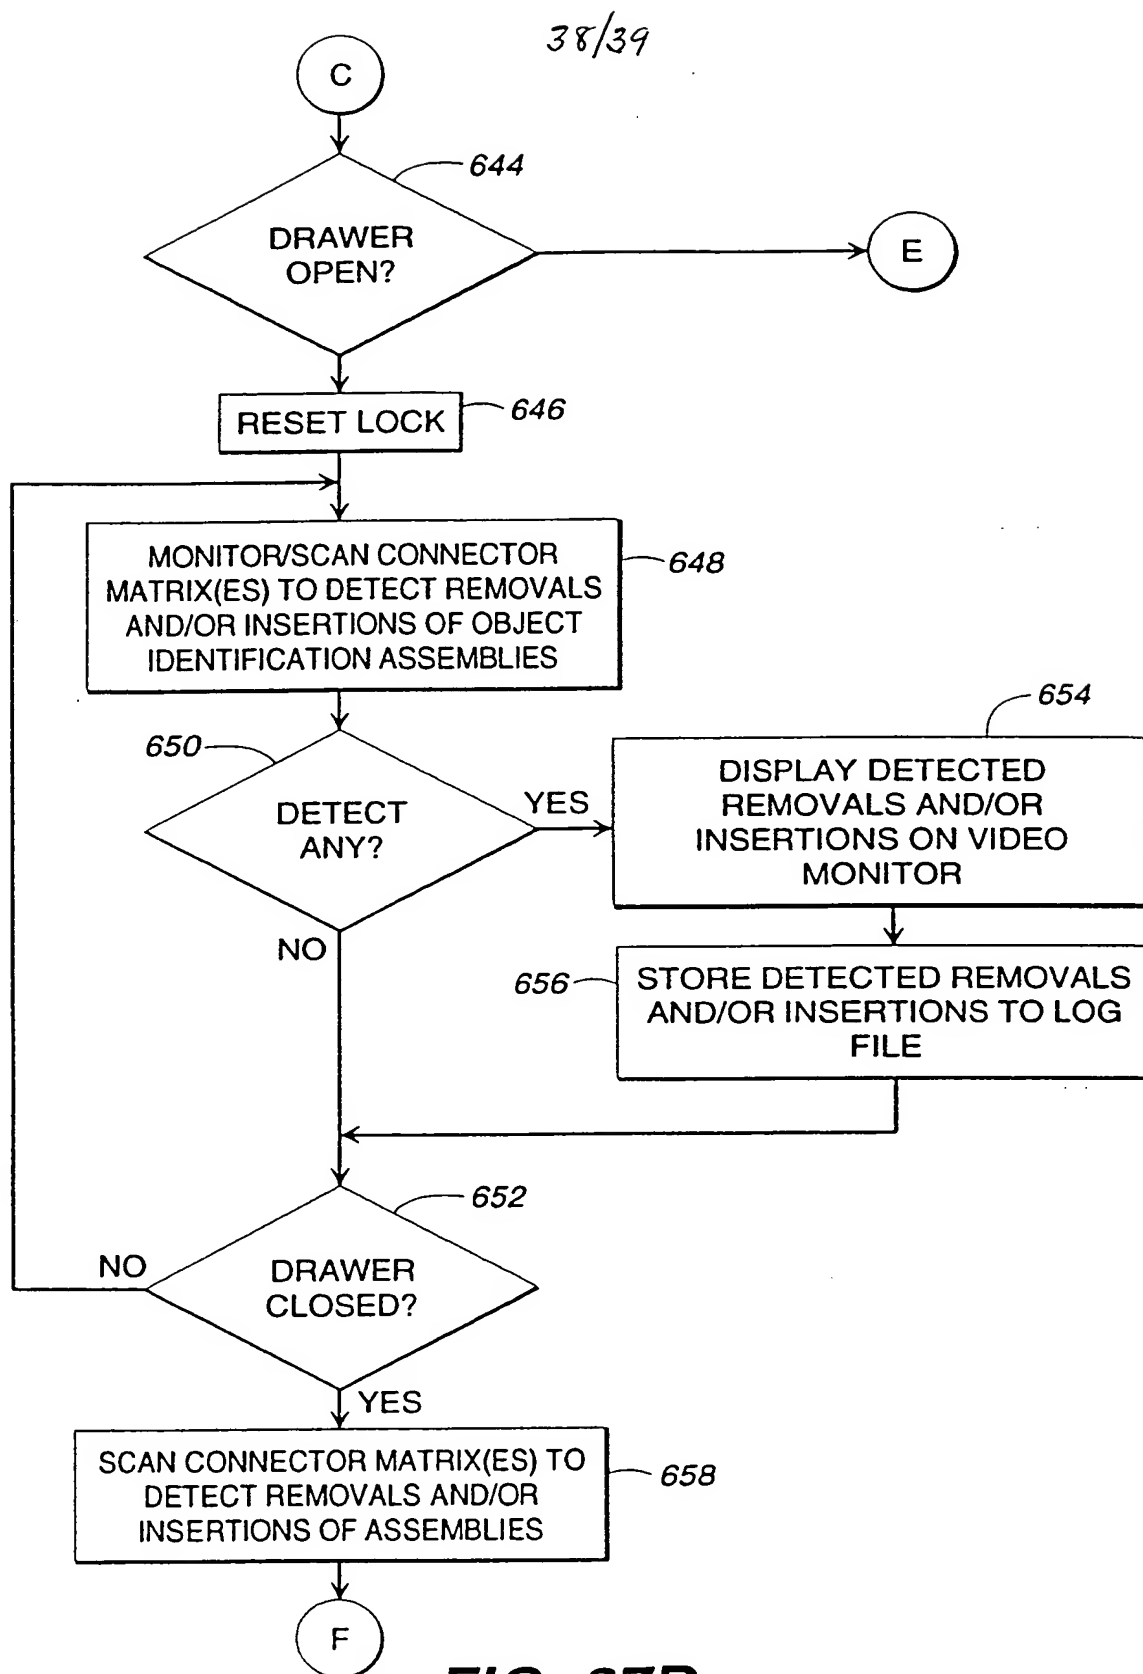 38/39
C
644
DRAWER
OPEN?
E
RESET LOCK
646
MONITOR/SCAN CONNECTOR
MATRIX(ES) TO DETECT REMOVALS
AND/OR INSERTIONS OF OBJECT
IDENTIFICATION ASSEMBLIES
648
650
DETECT
ANY?
YES
NO
654
DISPLAY DETECTED
REMOVALS AND/OR
INSERTIONS ON VIDEO
MONITOR
656
STORE DETECTED REMOVALS
AND/OR INSERTIONS TO LOG
FILE
652
NO
DRAWER
CLOSED?
YES
SCAN CONNECTOR MATRIX(ES) TO
DETECT REMOVALS AND/OR
INSERTIONS OF ASSEMBLIES
658
F